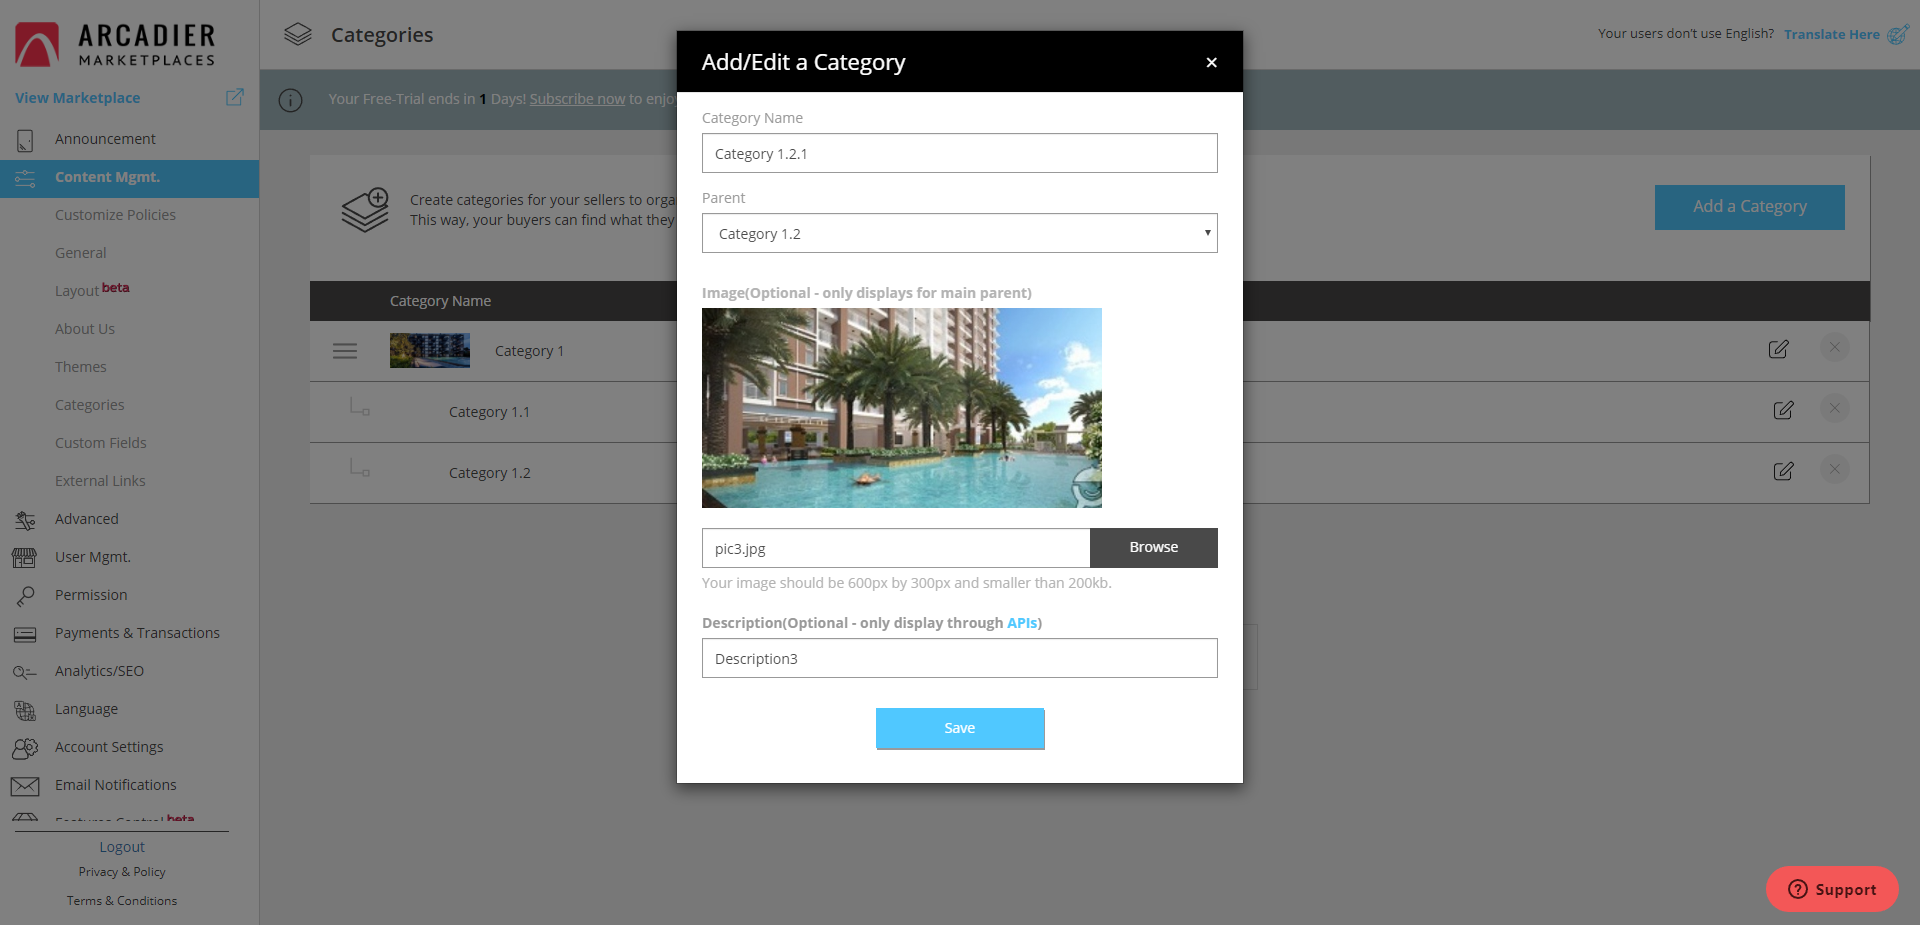 ARCADIER
MARKETPLACES
View Marketplace
Announcement
Content Mgmt.
Customize Policies
General
Layout beta
About Us
Themes
Categories
Custom Fields
External Links
Advanced
User Mgmt.
Permission
Payments & Transactions
Analytics/SEO
Language
Account Settings
Email Notifications
Features Control beta
Logout
Privacy & Policy
Terms & Conditions
Categories
Your users don't use English? Translate Here
Your Free-Trial ends in 1 Days! Subscribe now to enjoy
Create categories for your sellers to orga
This way, your buyers can find what they
Add a Category
Category Name
Category 1
Category 1.1
Category 1.2
Add/Edit a Category
×
Category Name
Category 1.2.1
Parent
Category 1.2
Image(Optional - only displays for main parent)
pic3.jpg
Browse
Your image should be 600px by 300px and smaller than 200kb.
Description(Optional - only display through APIs)
Description3
Save
Support